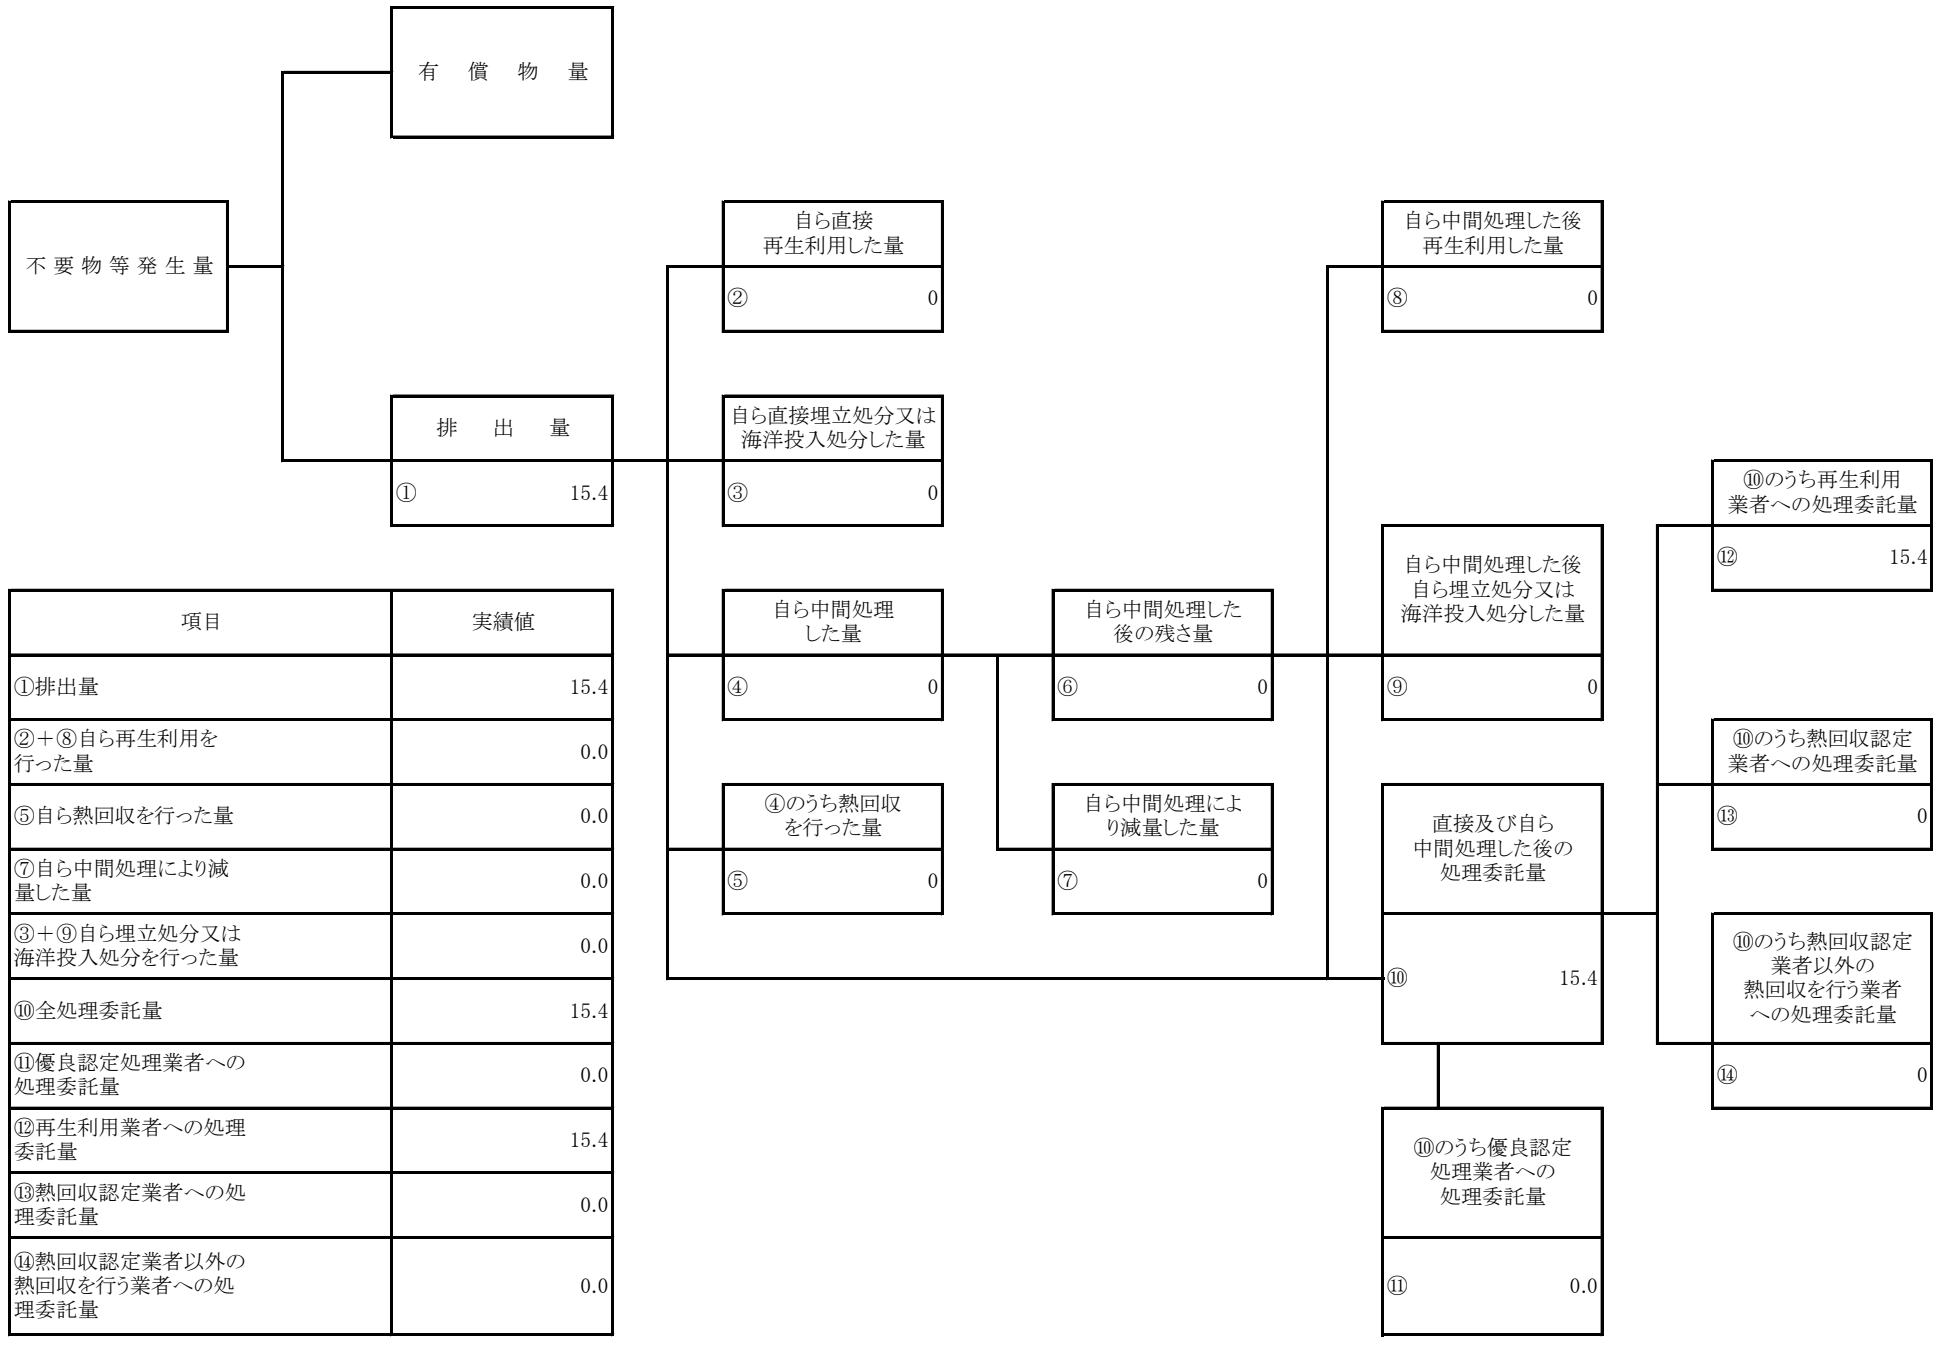 有償物量
不要物等発生量
排出量
① 15.4
自ら直接
再生利用した量
② 0
自ら直接埋立処分又は
海洋投入処分した量
③ 0
自ら中間処理
した量
④ 0
④のうち熱回収
を行った量
⑤ 0
自ら中間処理した
後の残さ量
⑥ 0
自ら中間処理によ
り減量した量
⑦ 0
自ら中間処理した後
再生利用した量
⑧ 0
自ら中間処理した後
自ら埋立処分又は
海洋投入処分した量
⑨ 0
直接及び自ら
中間処理した後の
処理委託量
⑩ 15.4
⑩のうち優良認定
処理業者への
処理委託量
⑪ 0.0
⑩のうち再生利用
業者への処理委託量
⑫ 15.4
⑩のうち熱回収認定
業者への処理委託量
⑬ 0
⑩のうち熱回収認定
業者以外の
熱回収を行う業者
への処理委託量
⑭ 0
項目 実績値
①排出量 15.4
②＋⑧自ら再生利用を
行った量 0.0
⑤自ら熱回収を行った量 0.0
⑦自ら中間処理により減
量した量 0.0
③＋⑨自ら埋立処分又は
海洋投入処分を行った量 0.0
⑩全処理委託量 15.4
⑪優良認定処理業者への
処理委託量 0.0
⑫再生利用業者への処理
委託量 15.4
⑬熱回収認定業者への処
理委託量 0.0
⑭熱回収認定業者以外の
熱回収を行う業者への処
理委託量 0.0